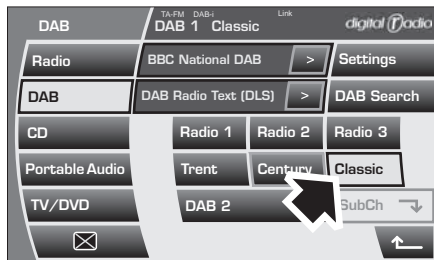 DAB
TA-FM DAB-i Link
DAB 1 Classic
digital radio
Radio
BBC National DAB >
Settings
DAB
DAB Radio Text (DLS) >
DAB Search
CD
Radio 1 Radio 2 Radio 3
Portable Audio
Trent Century Classic
TV/DVD
DAB 2
SubCh